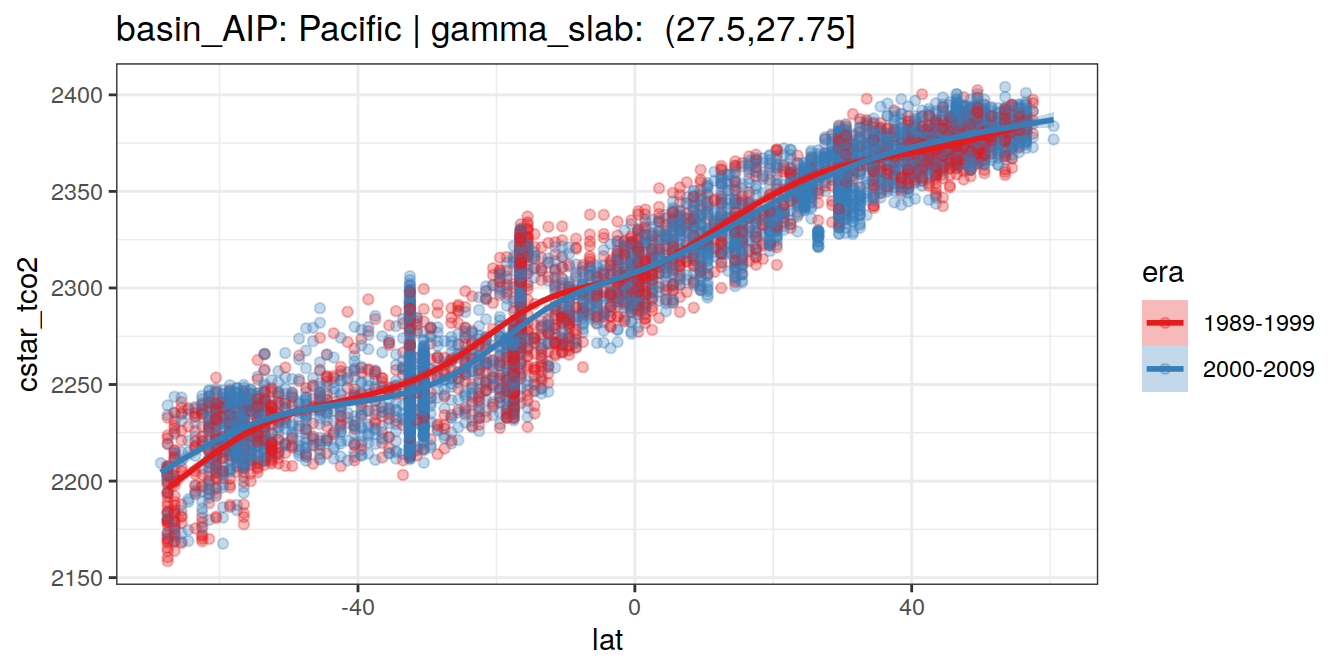 basin_AIP: Pacific | gamma_slab:  (27.5,27.75]
2400
2350
2300
2250
2200
2150
cstar_tco2
-40
0
40
lat
era
1989-1999
2000-2009